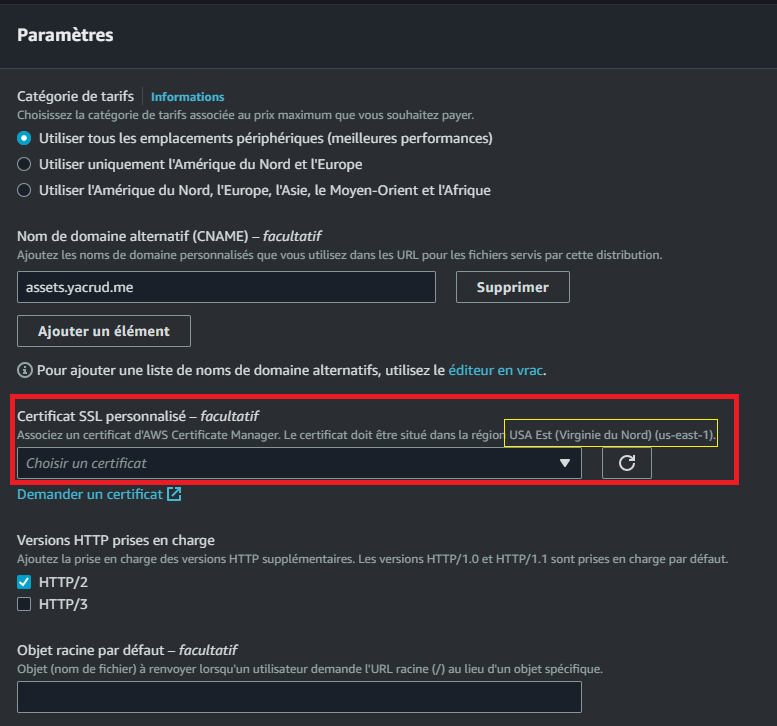 Paramètres
Catégorie de tarifs Informations
Choisissez la catégorie de tarifs associée au prix maximum que vous souhaitez payer.
Utiliser tous les emplacements périphériques (meilleures performances)
Utiliser uniquement l'Amérique du Nord et l'Europe
Utiliser l'Amérique du Nord, l'Europe, l'Asie, le Moyen-Orient et l'Afrique
Nom de domaine alternatif (CNAME) – facultatif
Ajoutez les noms de domaine personnalisés que vous utilisez dans les URL pour les fichiers servis par cette distribution.
assets.yacrud.me Supprimer
Ajouter un élément
Pour ajouter une liste de noms de domaine alternatifs, utilisez le éditeur en vrac.
Certificat SSL personnalisé – facultatif
Associez un certificat d'AWS Certificate Manager. Le certificat doit être situé dans la région USA Est (Virginie du Nord) (us-east-1).
Choisir un certificat
Demander un certificat
Versions HTTP prises en charge
Ajoutez la prise en charge des versions HTTP supplémentaires. Les versions HTTP/1.0 et HTTP/1.1 sont prises en charge par défaut.
HTTP/2
HTTP/3
Objet racine par défaut – facultatif
Objet (nom de fichier) à renvoyer lorsqu'un utilisateur demande l'URL racine (/) au lieu d'un objet spécifique.